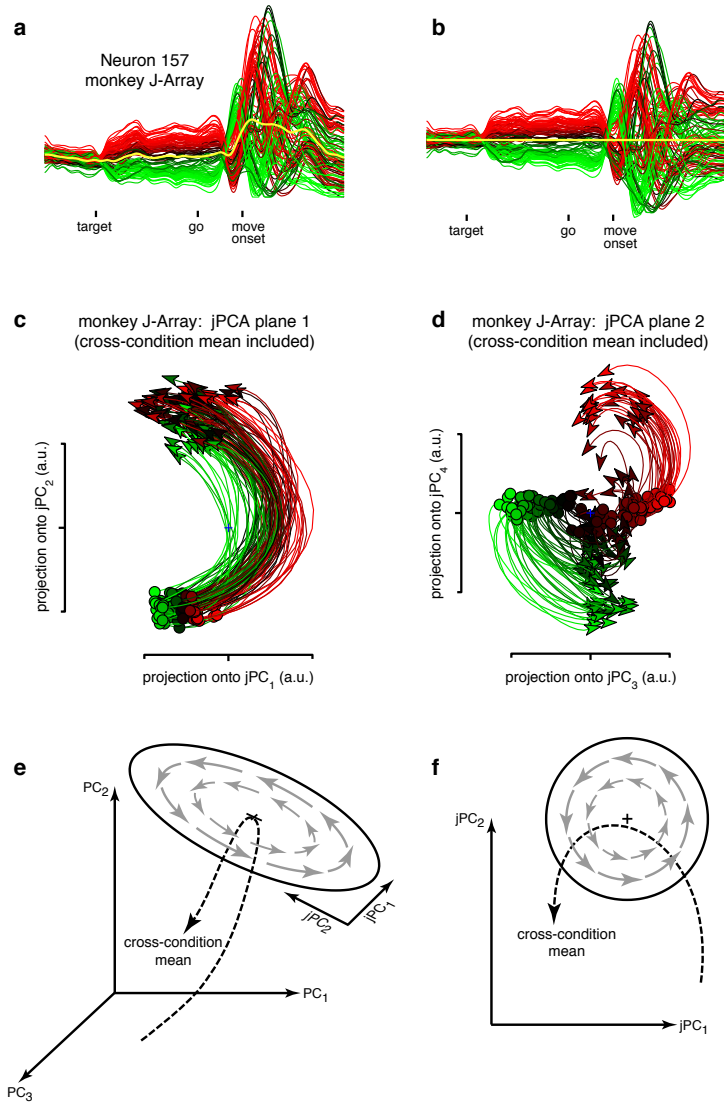 a
Neuron 157
monkey J-Array
target
go
move
onset
b
target
go
move
onset
c
monkey J-Array: jPCA plane 1
(cross-condition mean included)
projection onto jPC2 (a.u.)
projection onto jPC1 (a.u.)
d
monkey J-Array: jPCA plane 2
(cross-condition mean included)
projection onto jPC4 (a.u.)
projection onto jPC3 (a.u.)
e
PC2
jPC2
jPC1
cross-condition
mean
PC1
PC3
f
jPC2
cross-condition
mean
jPC1